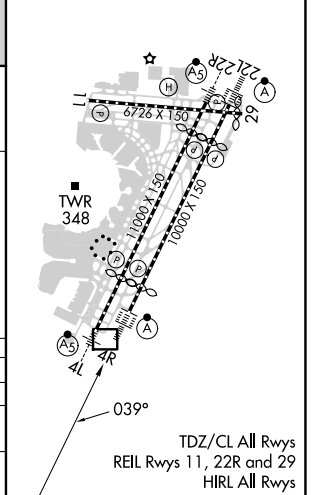 A5
22R
22L
A
H
P
11
6726 X 150
P
29
P
P
TWR
348
11000 X 150
10000 X 150
P
P
A5
A
4L
4R
039°
TDZ/CL All Rwys
REIL Rwys 11, 22R and 29
HIRL All Rwys